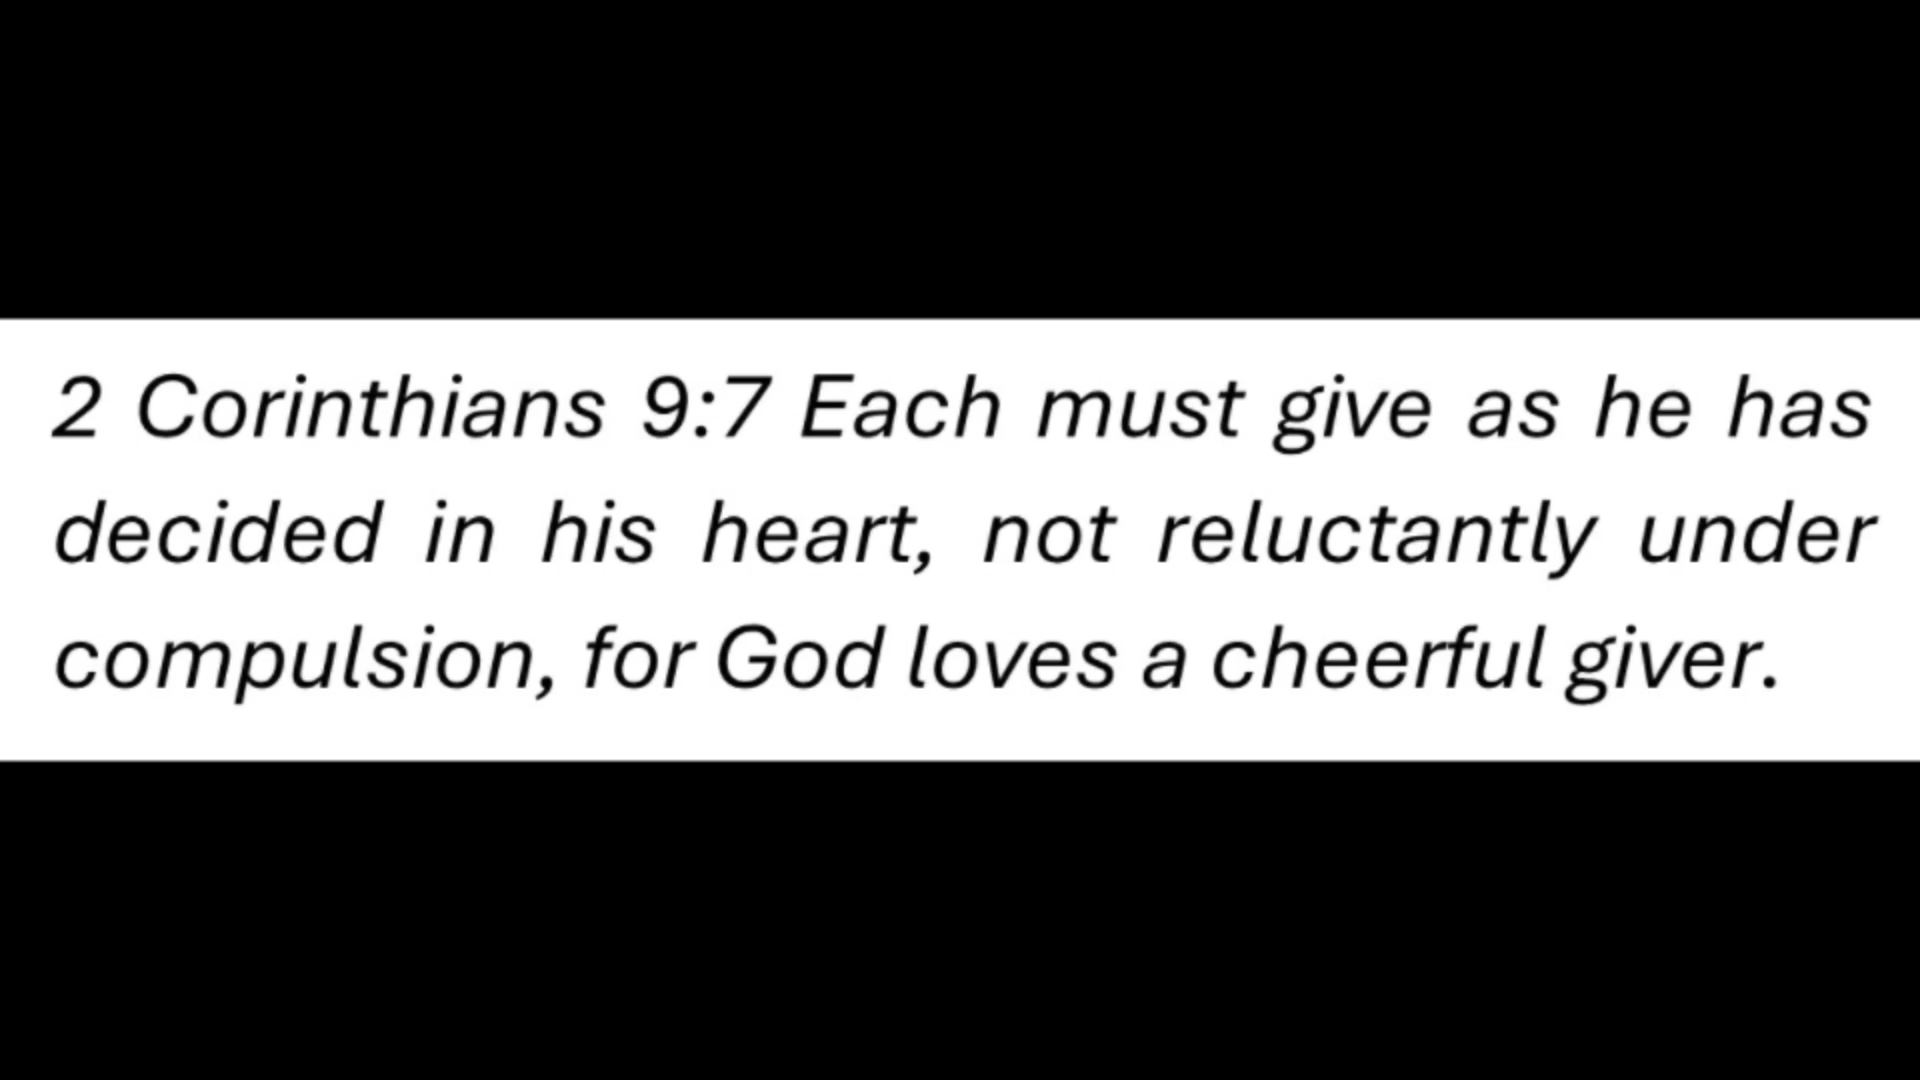 2 Corinthians 9:7 Each must give as he has
decided in his heart, not reluctantly under
compulsion, for God loves a cheerful giver.